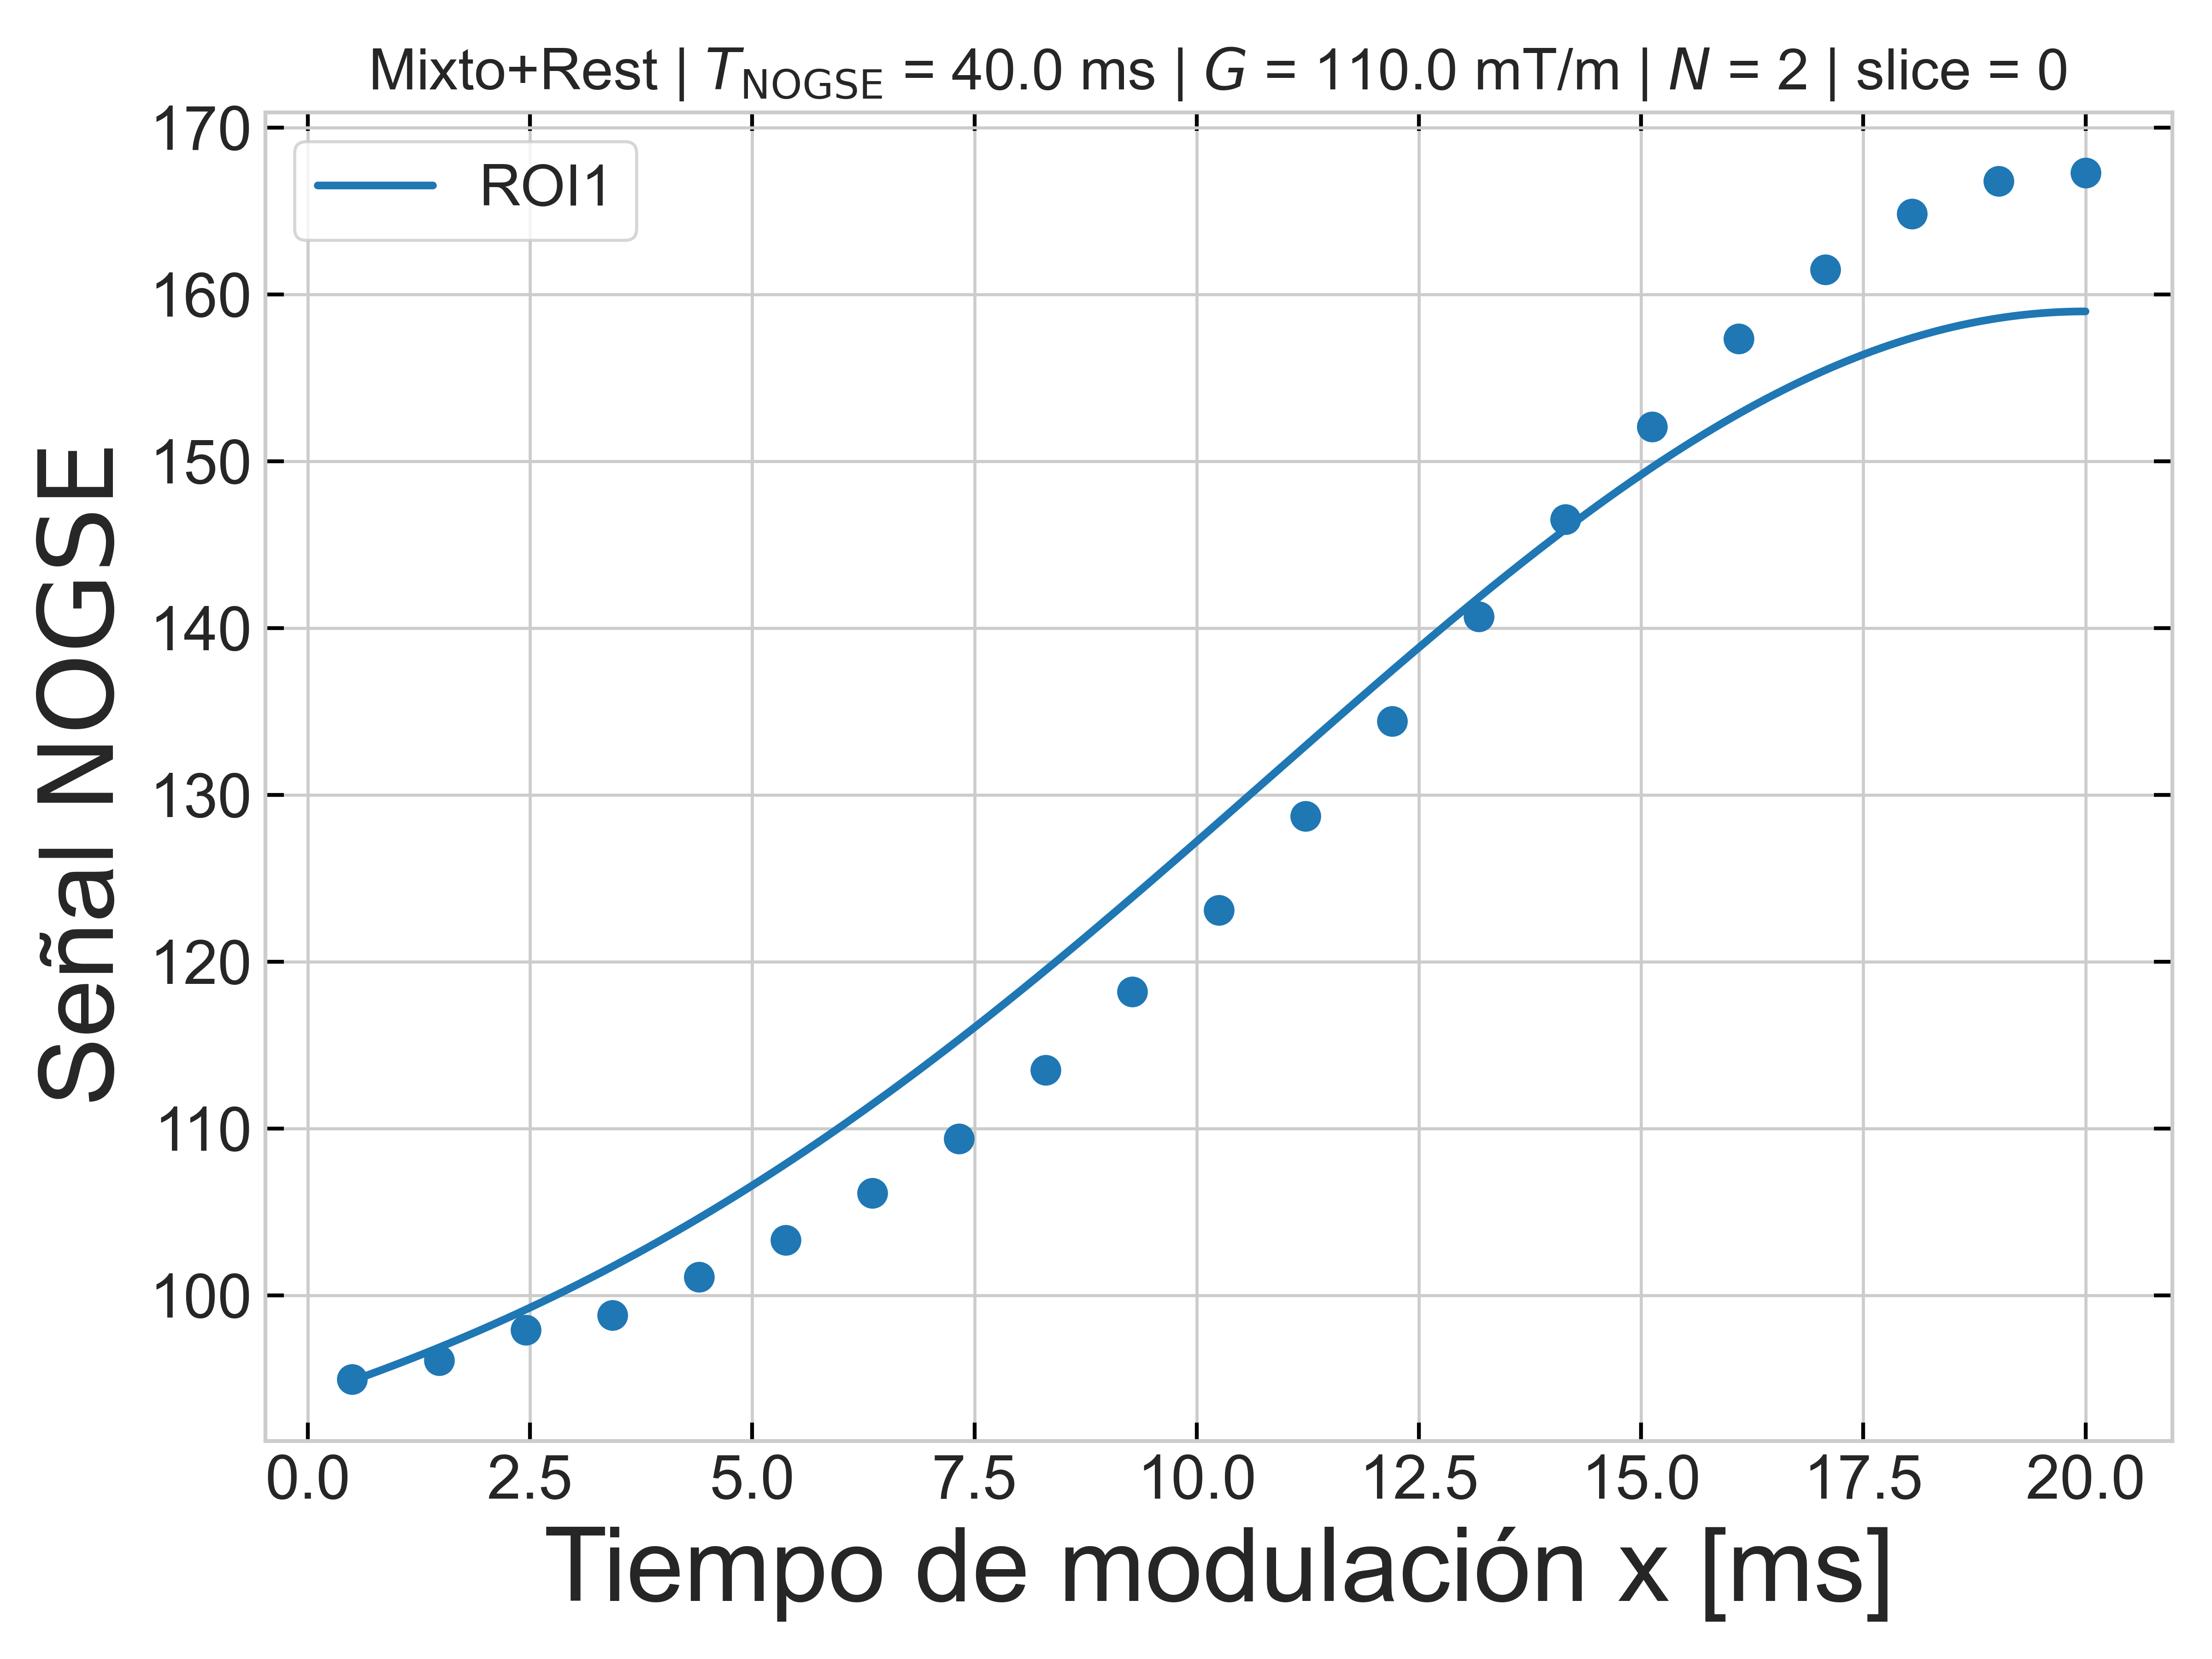 Mixto+Rest | T_NOGSE = 40.0 ms | G = 110.0 mT/m | N = 2 | slice = 0
170
160
150
140
130
120
110
100
ROI1
Señal NOGSE
0.0 2.5 5.0 7.5 10.0 12.5 15.0 17.5 20.0
Tiempo de modulación x [ms]